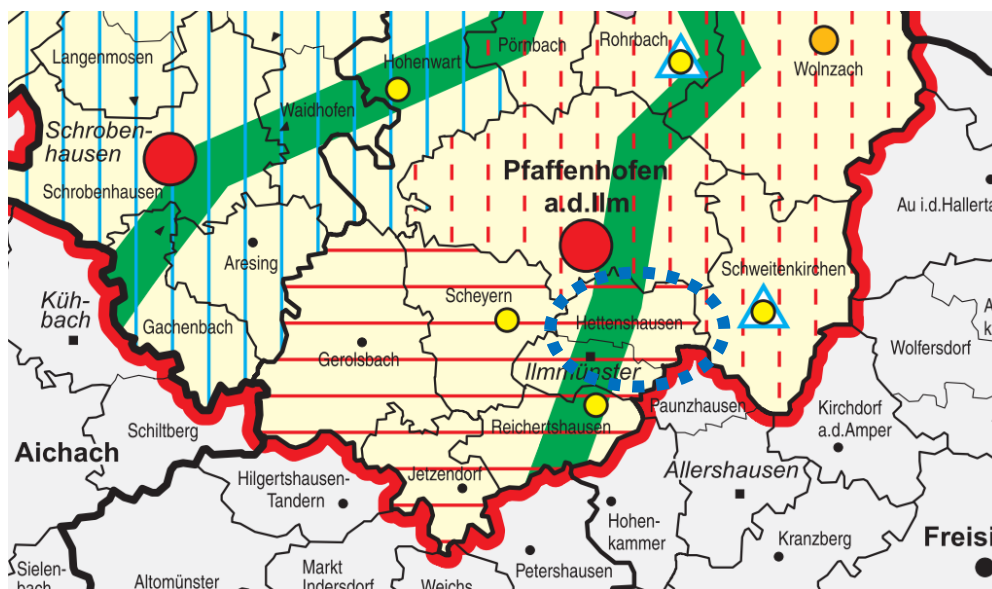 Langenmosen
Hohenwart
Pörnbach
Rohrbach
Wolnzach
Waidhofen
Schroben-
hausen
Schrobenhausen
Pfaffenhofen
a.d.Ilm
Au i.d.Hallerta
Aresing
Schweitenkirchen
Scheyern
Hettenshausen
Küh-
bach
Gachenbach
Gerolsbach
Ilmmünster
Wolfersdorf
A
k
Schiltberg
Reichertshausen
Paunzhausen
Kirchdorf
a.d.Amper
Aichach
Hilgertshausen-
Tandern
Jetzendorf
Allershausen
Hohen-
kammer
Kranzberg
Freisi
Sielen-
bach
Altomünster
Markt
Indersdorf
Weichs
Petershausen